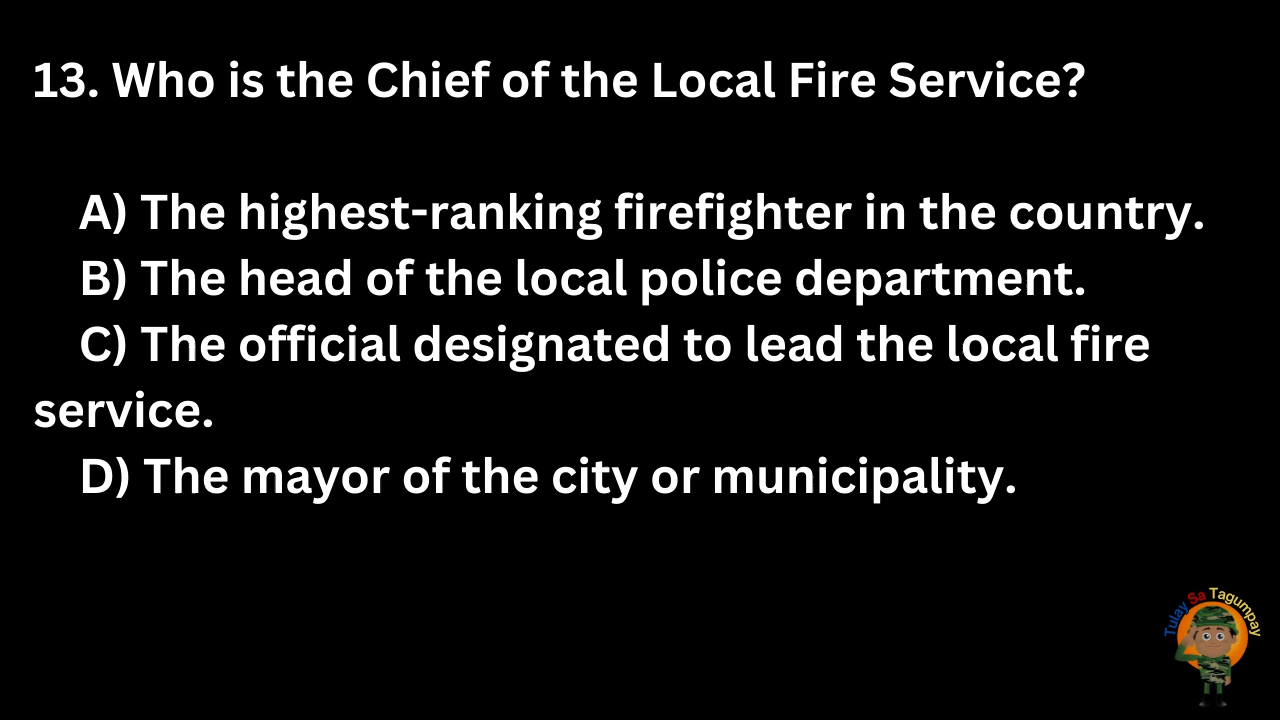 13. Who is the Chief of the Local Fire Service?
A) The highest-ranking firefighter in the country.
B) The head of the local police department.
C) The official designated to lead the local fire
service.
D) The mayor of the city or municipality.
Tulay Sa Tagumpay